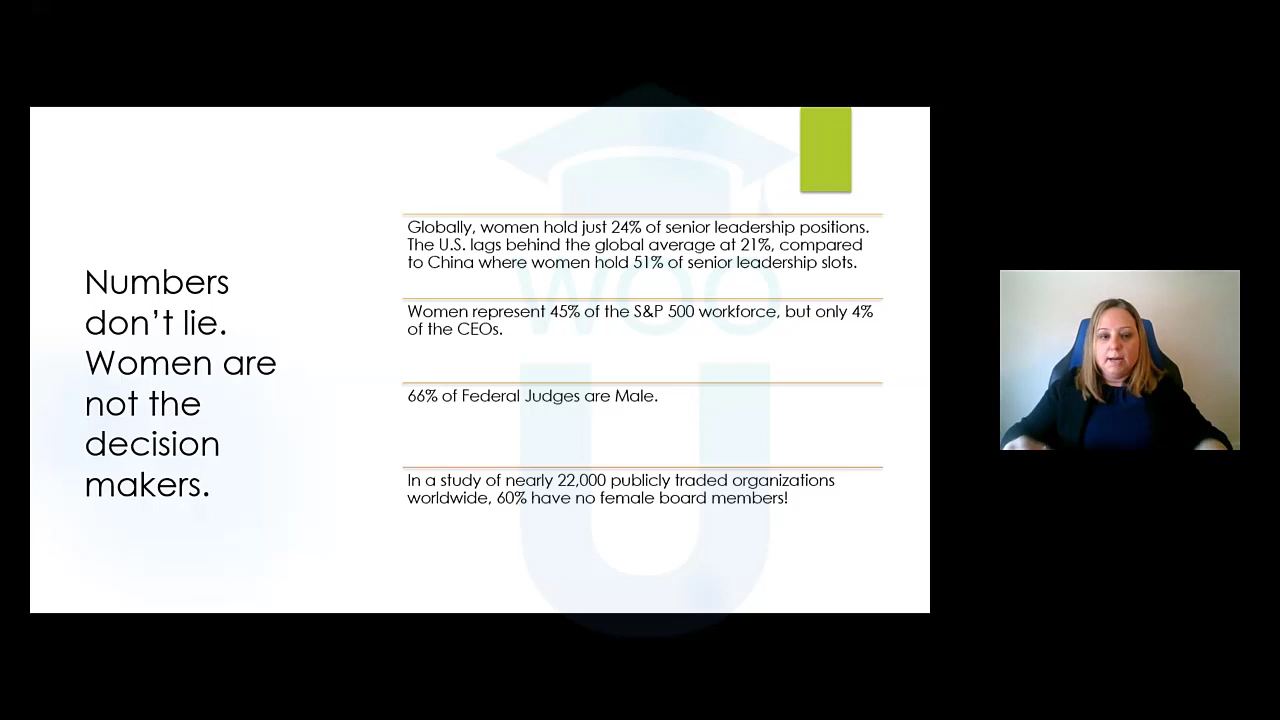 Numbers
don’t lie.
Women are
not the
decision
makers.
Globally, women hold just 24% of senior leadership positions.
The U.S. lags behind the global average at 21%, compared
to China where women hold 51% of senior leadership slots.
Women represent 45% of the S&P 500 workforce, but only 4%
of the CEOs.
66% of Federal Judges are Male.
In a study of nearly 22,000 publicly traded organizations
worldwide, 60% have no female board members!
WOO
U